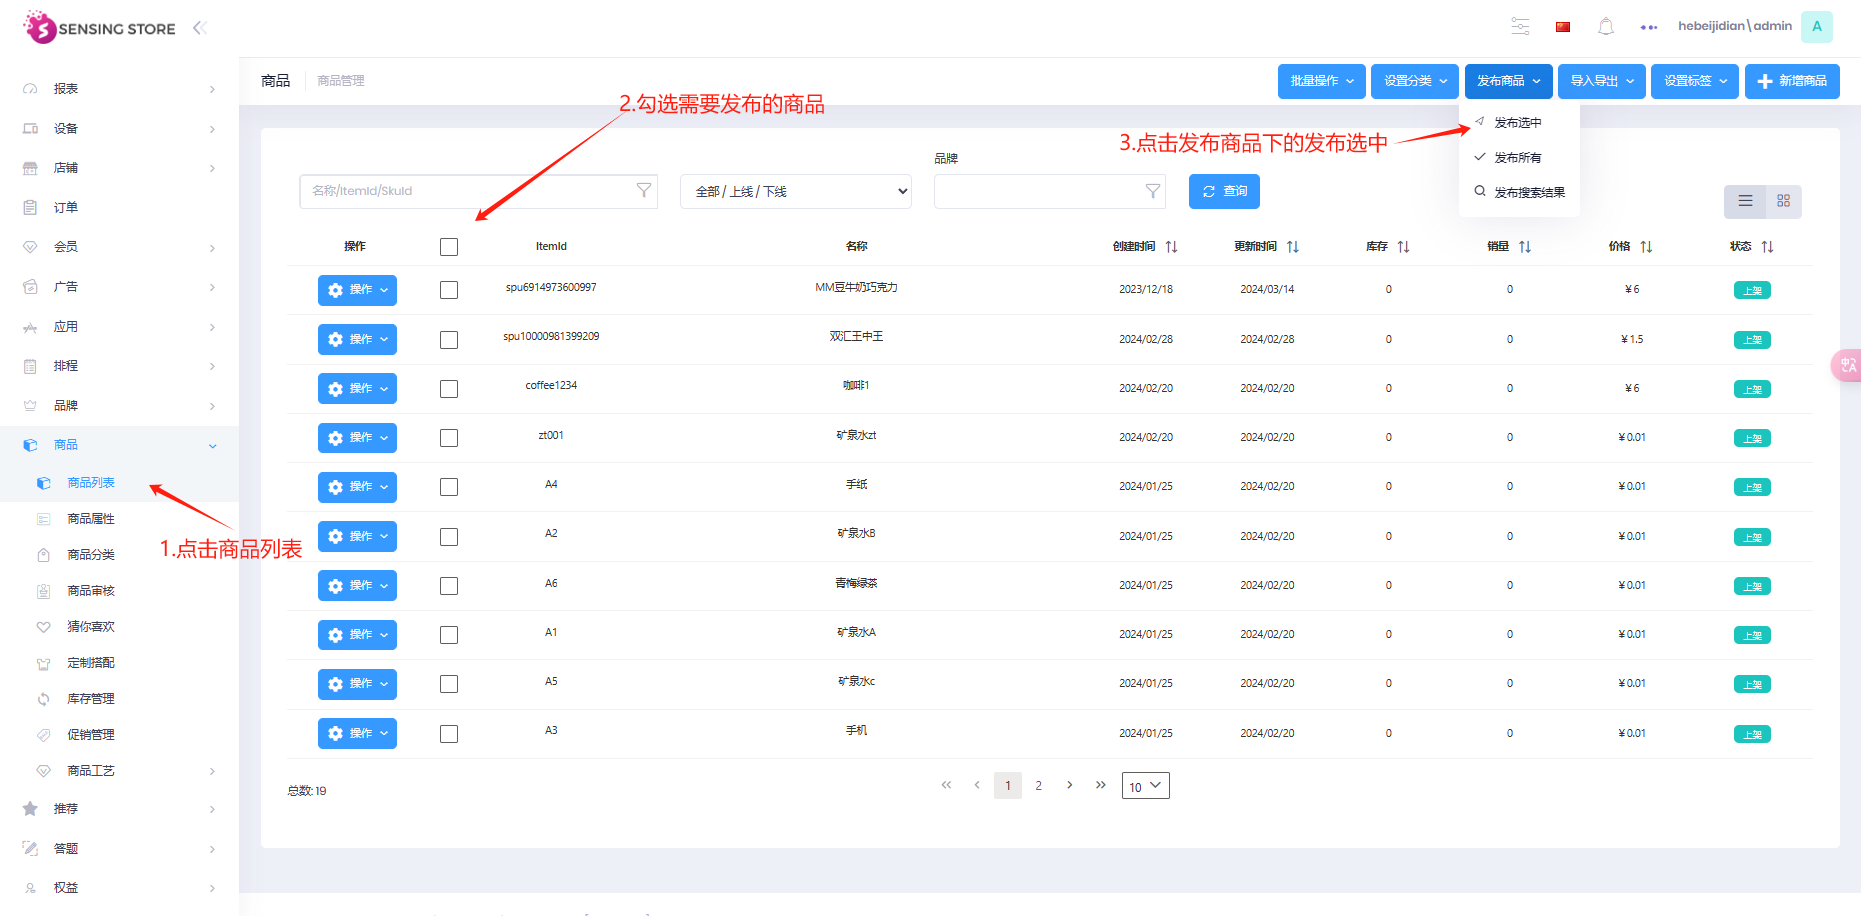 SENSING STORE
hebeijidian\admin
A
报表
设备
店铺
订单
会员
广告
应用
排程
品牌
商品
商品列表
商品属性
商品分类
商品审核
猜你喜欢
定制搭配
库存管理
促销管理
商品工艺
推荐
答题
权益
1.点击商品列表
商品 商品管理
批量操作 设置分类 发布商品 导入导出 设置标签 新增商品
2.勾选需要发布的商品
发布选中
发布所有
发布搜索结果
3.点击发布商品下的发布选中
品牌
名称/ItemId/SkuId 全部 / 上线 / 下线 查询
操作 ItemId 名称 创建时间 更新时间 库存 销量 价格 状态
操作 spu6914973600997 MM豆牛奶巧克力 2023/12/18 2024/03/14 0 0 ¥6 上架
操作 spu10000981399209 双汇王中王 2024/02/28 2024/02/28 0 0 ¥1.5 上架
操作 coffee1234 咖啡1 2024/02/20 2024/02/20 0 0 ¥6 上架
操作 zt001 矿泉水zt 2024/02/20 2024/02/20 0 0 ¥0.01 上架
操作 A4 手纸 2024/01/25 2024/02/20 0 0 ¥0.01 上架
操作 A2 矿泉水B 2024/01/25 2024/02/20 0 0 ¥0.01 上架
操作 A6 青梅绿茶 2024/01/25 2024/02/20 0 0 ¥0.01 上架
操作 A1 矿泉水A 2024/01/25 2024/02/20 0 0 ¥0.01 上架
操作 A5 矿泉水c 2024/01/25 2024/02/20 0 0 ¥0.01 上架
操作 A3 手机 2024/01/25 2024/02/20 0 0 ¥0.01 上架
总数: 19
« ‹ 1 2 › » 10